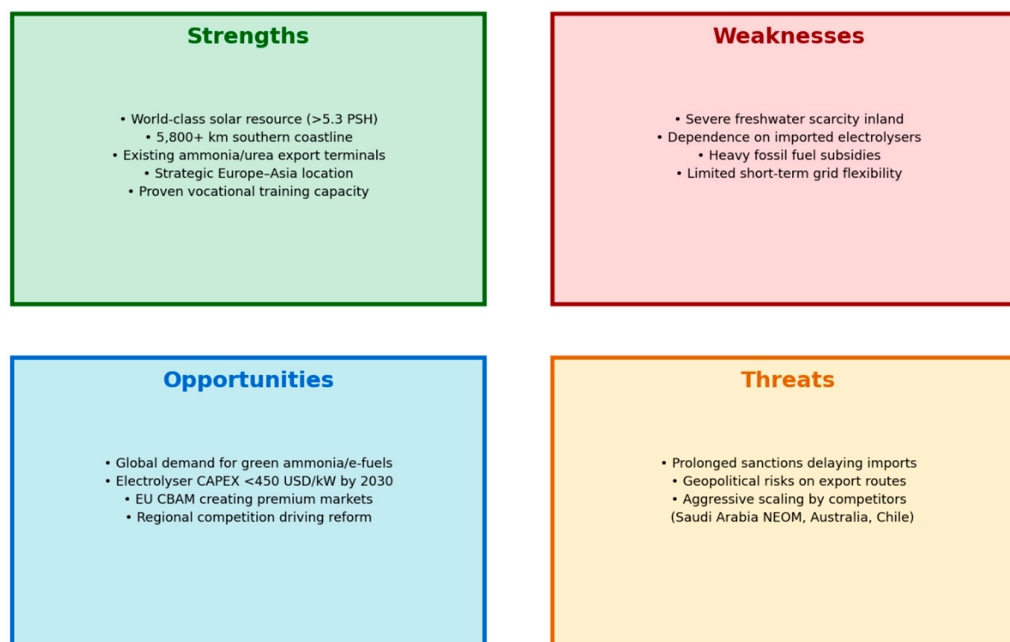 Strengths
• World-class solar resource (>5.3 PSH)
• 5,800+ km southern coastline
• Existing ammonia/urea export terminals
• Strategic Europe–Asia location
• Proven vocational training capacity
Weaknesses
• Severe freshwater scarcity inland
• Dependence on imported electrolysers
• Heavy fossil fuel subsidies
• Limited short-term grid flexibility
Opportunities
• Global demand for green ammonia/e-fuels
• Electrolyser CAPEX <450 USD/kW by 2030
• EU CBAM creating premium markets
• Regional competition driving reform
Threats
• Prolonged sanctions delaying imports
• Geopolitical risks on export routes
• Aggressive scaling by competitors
(Saudi Arabia NEOM, Australia, Chile)